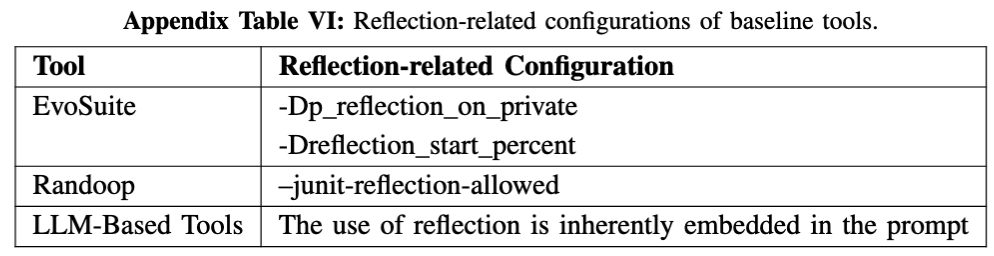 Appendix Table VI: Reflection-related configurations of baseline tools.
Tool Reflection-related Configuration
EvoSuite -Dp_reflection_on_private
-Dreflection_start_percent
Randoop –junit-reflection-allowed
LLM-Based Tools The use of reflection is inherently embedded in the prompt